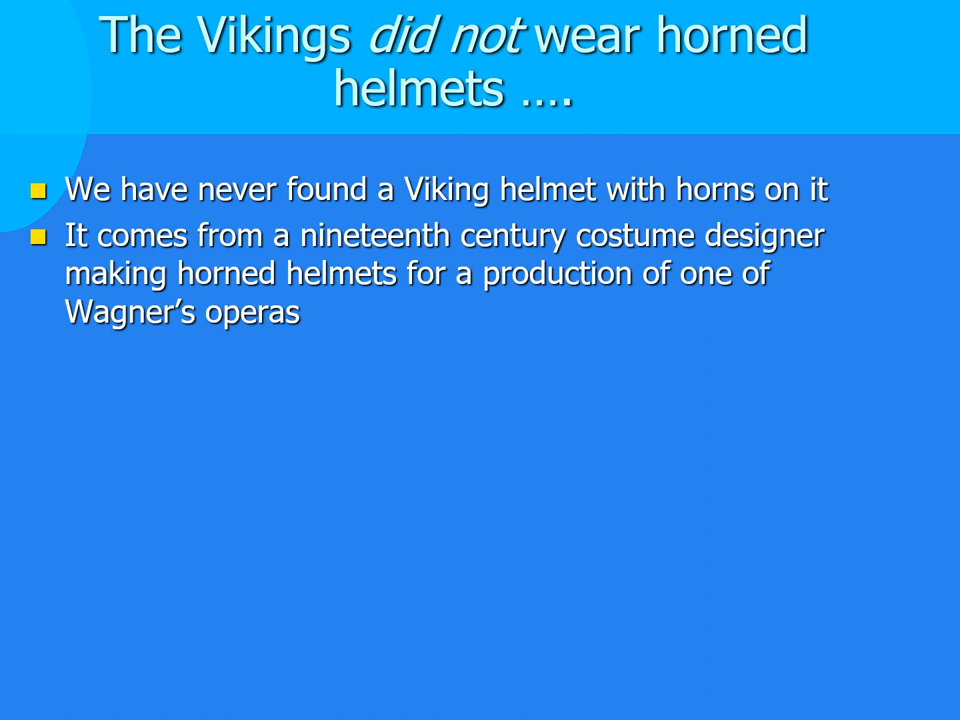 The Vikings did not wear horned
helmets ….
We have never found a Viking helmet with horns on it
It comes from a nineteenth century costume designer
making horned helmets for a production of one of
Wagner’s operas